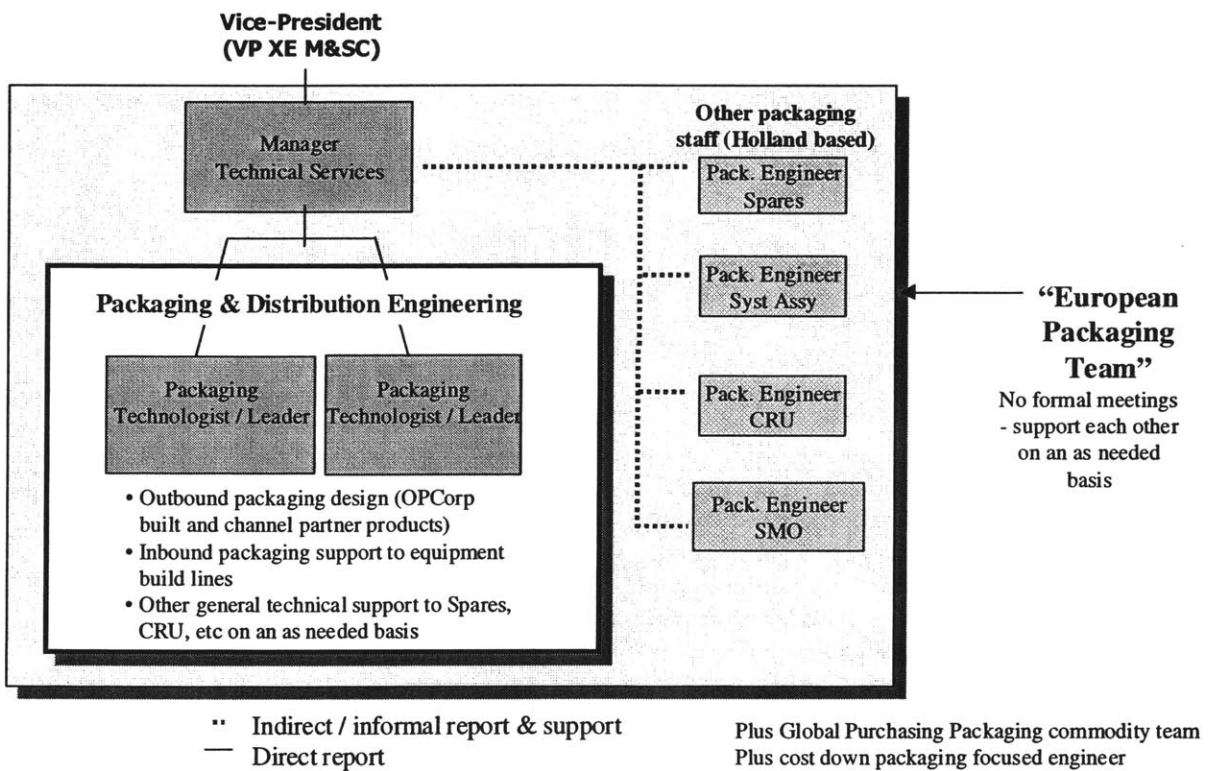 Vice-President
(VP XE M&SC)
Manager
Technical Services
Other packaging
staff (Holland based)
Pack. Engineer
Spares
Pack. Engineer
Syst Assy
Pack. Engineer
CRU
Pack. Engineer
SMO
Packaging & Distribution Engineering
Packaging
Technologist / Leader
Packaging
Technologist / Leader
• Outbound packaging design (OPCorp
built and channel partner products)
• Inbound packaging support to equipment
build lines
• Other general technical support to Spares,
CRU, etc on an as needed basis
“European
Packaging
Team”
No formal meetings
- support each other
on an as needed
basis
Indirect / informal report & support
Direct report
Plus Global Purchasing Packaging commodity team
Plus cost down packaging focused engineer